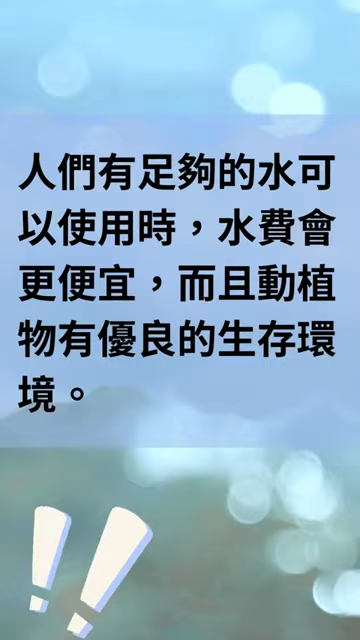 人們有足夠的水可
以使用時，水費會
更便宜，而且動植
物有優良的生存環
境。